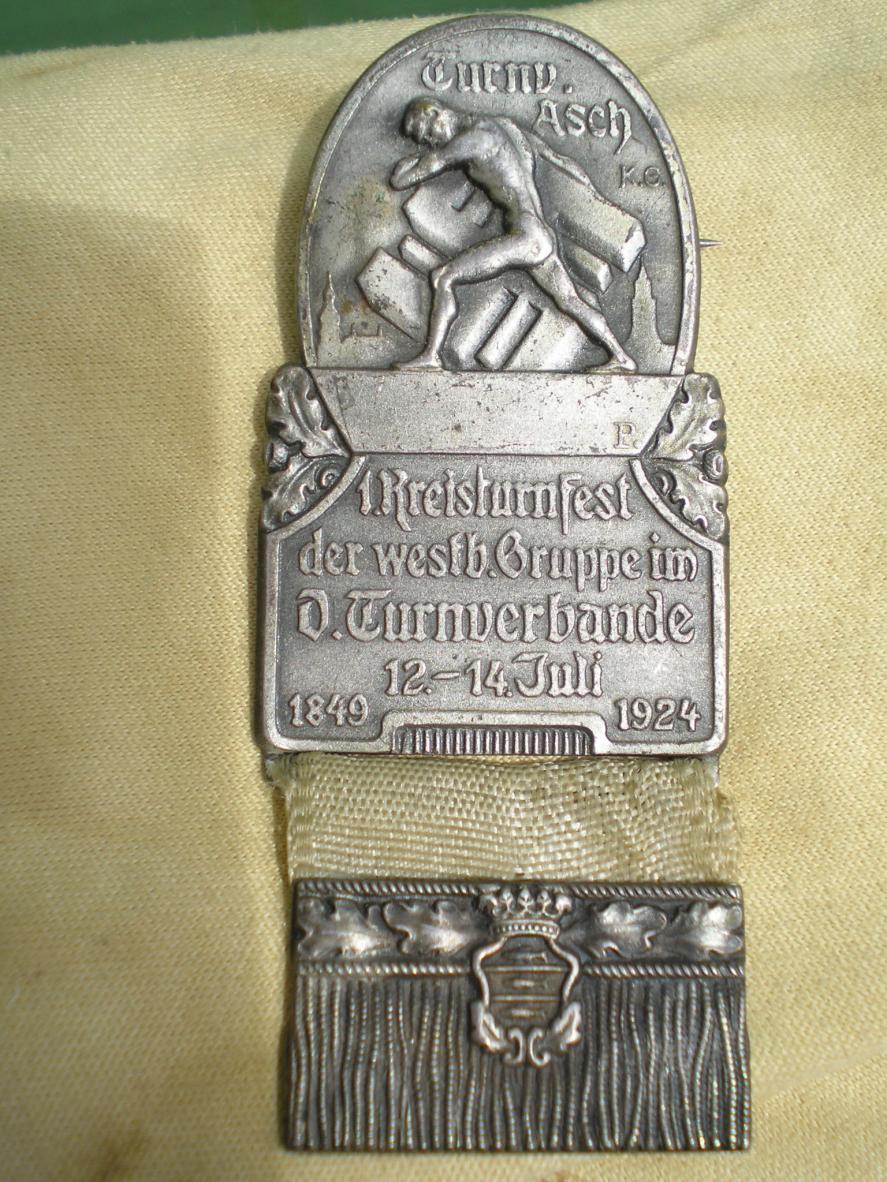 Turnv.
Asch
K.G.
P.
1. Kreisturnfest
der westb. Gruppe im
D. Turnverbande
12.–14. Juli
1849 1924